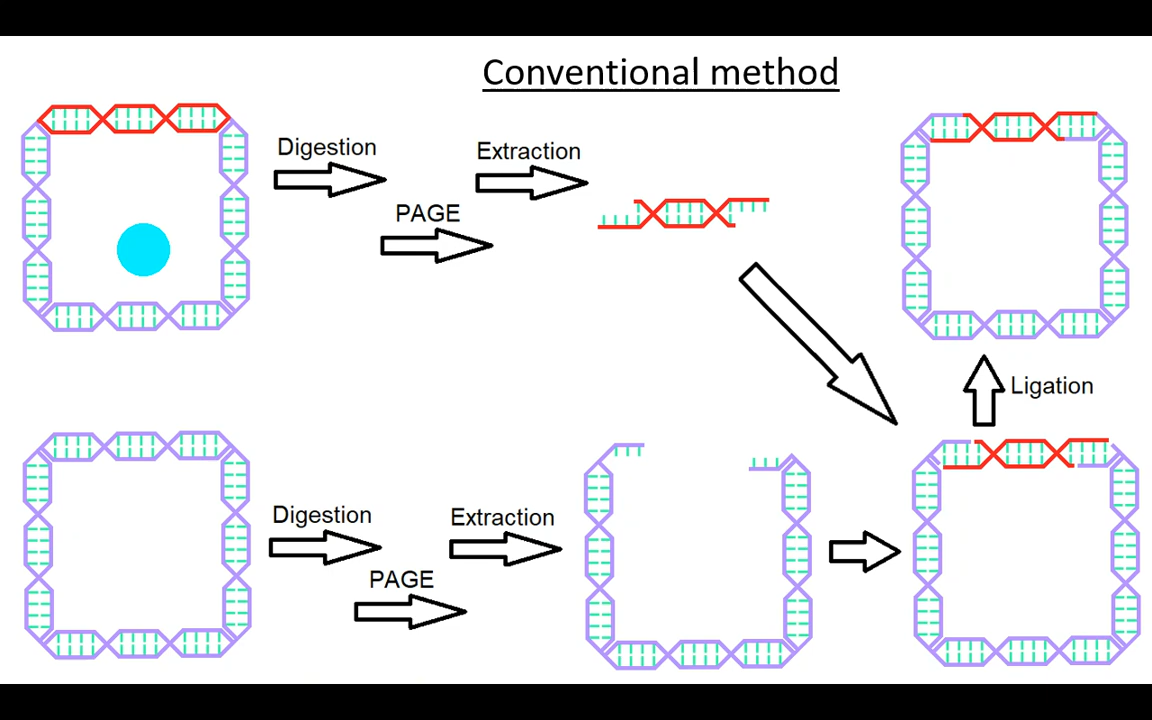 Conventional method
Digestion
Extraction
PAGE
Ligation
Digestion
Extraction
PAGE